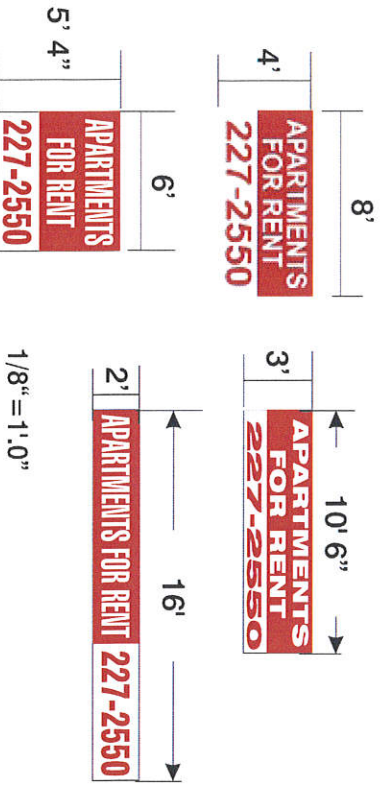 8'
4'
APARTMENTS
FOR RENT
227-2550
10' 6"
3'
APARTMENTS
FOR RENT
227-2550
6'
5' 4"
APARTMENTS
FOR RENT
227-2550
16'
2'
APARTMENTS FOR RENT 227-2550
1/8"=1'.0"